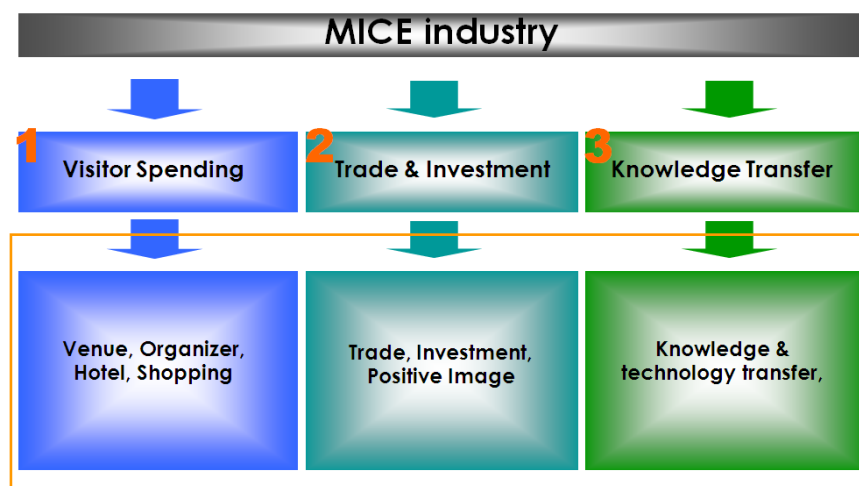 MICE industry
1
Visitor Spending
2
Trade & Investment
3
Knowledge Transfer
Venue, Organizer,
Hotel, Shopping
Trade, Investment,
Positive Image
Knowledge &
technology transfer,